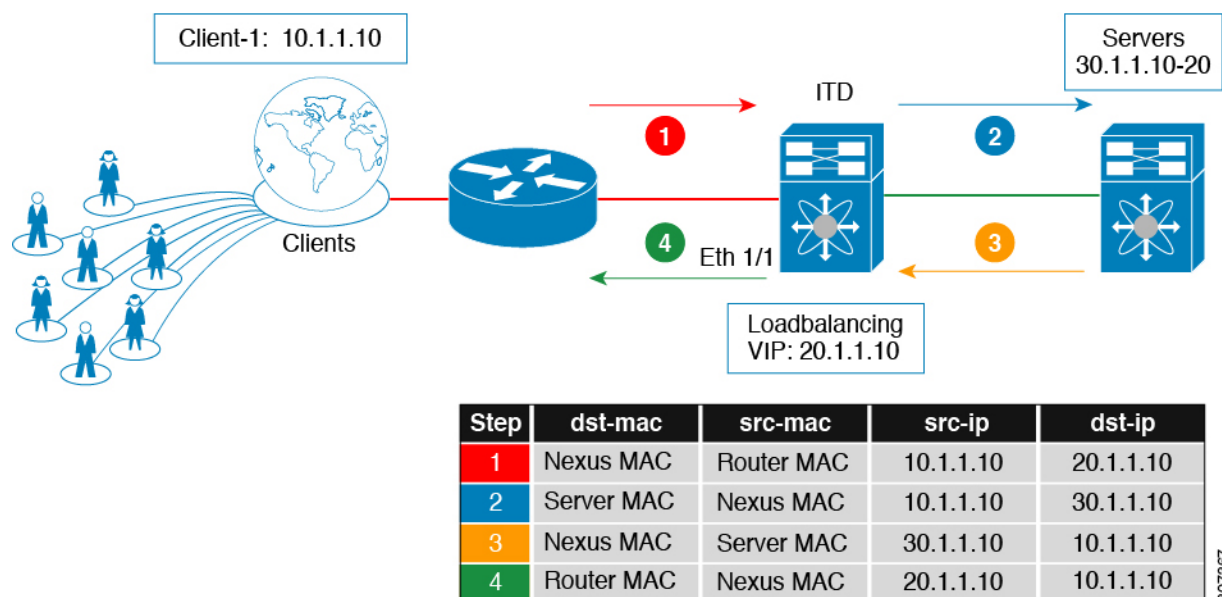 Client-1: 10.1.1.10
Servers
30.1.1.10-20
ITD
1
2
Clients
4
Eth 1/1
3
Loadbalancing
VIP: 20.1.1.10
Step dst-mac src-mac src-ip dst-ip
1 Nexus MAC Router MAC 10.1.1.10 20.1.1.10
2 Server MAC Nexus MAC 10.1.1.10 30.1.1.10
3 Nexus MAC Server MAC 30.1.1.10 10.1.1.10
4 Router MAC Nexus MAC 20.1.1.10 10.1.1.10